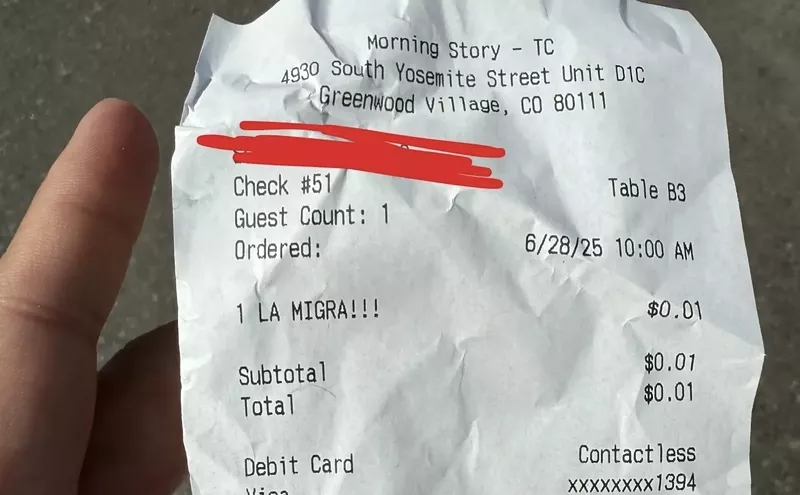 Morning Story - TC
4930 South Yosemite Street Unit D1C
Greenwood Village, CO 80111
Check #51 Table B3
Guest Count: 1
Ordered: 6/28/25 10:00 AM
1 LA MIGRA!!! $0.01
Subtotal $0.01
Total $0.01
Debit Card Contactless
Visa xxxxxxxx1394